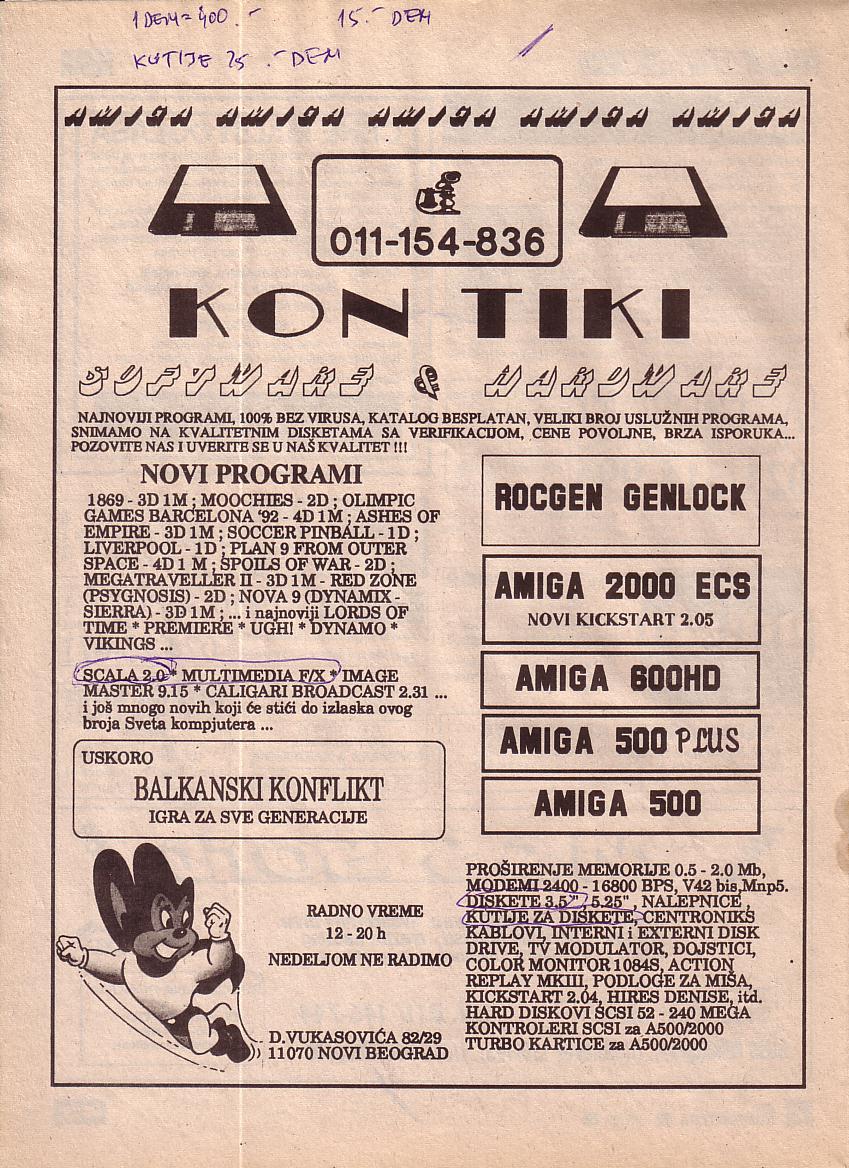 1 DEM = 400.-
15.- DEM
KUTIJE 25.- DEM
AMIGA AMIGA AMIGA AMIGA AMIGA
011-154-836
KON TIKI
SOFTWARE & HARDWARE
NAJNOVIJI PROGRAMI, 100% BEZ VIRUSA, KATALOG BESPLATAN, VELIKI BROJ USLUŽNIH PROGRAMA,
SNIMAMO NA KVALITETNIM DISKETAMA SA VERIFIKACIJOM, CENE POVOLJNE, BRZA ISPORUKA...
POZOVITE NAS I UVERITE SE U NAŠ KVALITET !!!
NOVI PROGRAMI
1869 - 3D 1M ; MOOCHIES - 2D ; OLIMPIC
GAMES BARCELONA '92 - 4D 1M ; ASHES OF
EMPIRE - 3D 1M ; SOCCER PINBALL - 1D ;
LIVERPOOL - 1D ; PLAN 9 FROM OUTER
SPACE - 4D 1 M ; SPOILS OF WAR - 2D ;
MEGATRAVELLER II - 3D 1M - RED ZONE
(PSYGNOSIS) - 2D ; NOVA 9 (DYNAMIX -
SIERRA) - 3D 1M ; ... i najnoviji LORDS OF
TIME * PREMIERE * UGH! * DYNAMO *
VIKINGS ...
SCALA 2.0 * MULTIMEDIA F/X * IMAGE
MASTER 9.15 * CALIGARI BROADCAST 2.31 ...
i još mnogo novih koji će stići do izlaska ovog
broja Sveta kompjutera ...
USKORO
BALKANSKI KONFLIKT
IGRA ZA SVE GENERACIJE
RADNO VREME
12 - 20 h
NEDELJOM NE RADIMO
D.VUKASOVIĆA 82/29
11070 NOVI BEOGRAD
ROCGEN GENLOCK
AMIGA 2000 ECS
NOVI KICKSTART 2.05
AMIGA 600HD
AMIGA 500 PLUS
AMIGA 500
PROŠIRENJE MEMORIJE 0.5 - 2.0 Mb,
MODEMI 2400 - 16800 BPS, V42 bis,Mnp5.
DISKETE 3.5", 5.25", NALEPNICE,
KUTIJE ZA DISKETE, CENTRONIKS
KABLOVI, INTERNI i EXTERNI DISK
DRIVE, TV MODULATOR, ĐOJSTICI,
COLOR MONITOR 1084S, ACTION
REPLAY MKIII, PODLOGE ZA MIŠA,
KICKSTART 2.04, HIRES DENISE, itd.
HARD DISKOVI SCSI 52 - 240 MEGA
KONTROLERI SCSI za A500/2000
TURBO KARTICE za A500/2000